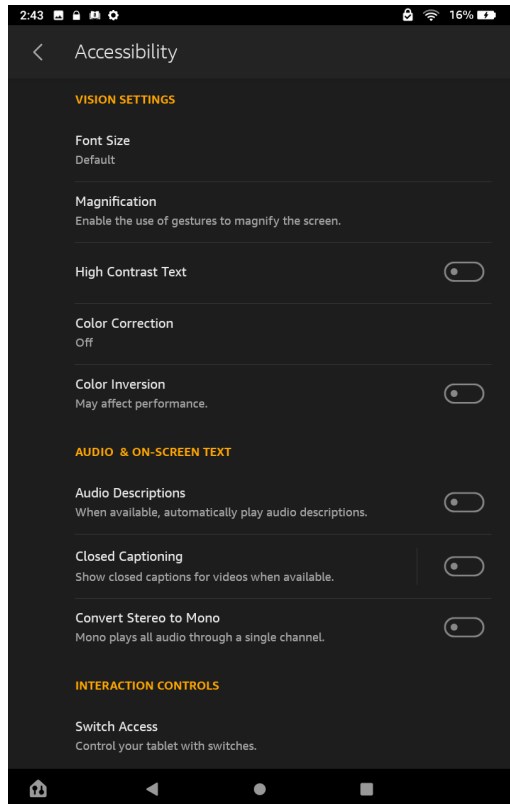 2:43 16%
Accessibility
VISION SETTINGS
Font Size
Default
Magnification
Enable the use of gestures to magnify the screen.
High Contrast Text
Color Correction
Off
Color Inversion
May affect performance.
AUDIO & ON-SCREEN TEXT
Audio Descriptions
When available, automatically play audio descriptions.
Closed Captioning
Show closed captions for videos when available.
Convert Stereo to Mono
Mono plays all audio through a single channel.
INTERACTION CONTROLS
Switch Access
Control your tablet with switches.